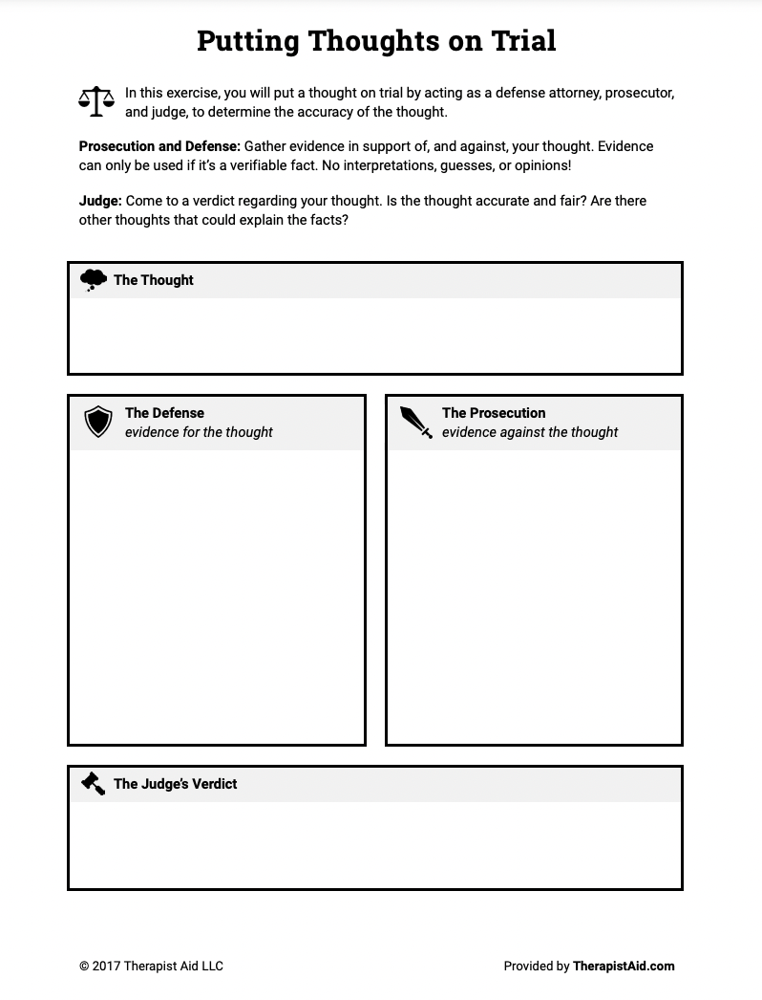 Putting Thoughts on Trial
In this exercise, you will put a thought on trial by acting as a defense attorney, prosecutor,
and judge, to determine the accuracy of the thought.
Prosecution and Defense: Gather evidence in support of, and against, your thought. Evidence
can only be used if it’s a verifiable fact. No interpretations, guesses, or opinions!
Judge: Come to a verdict regarding your thought. Is the thought accurate and fair? Are there
other thoughts that could explain the facts?
The Thought
The Defense
evidence for the thought
The Prosecution
evidence against the thought
The Judge’s Verdict
© 2017 Therapist Aid LLC
Provided by TherapistAid.com